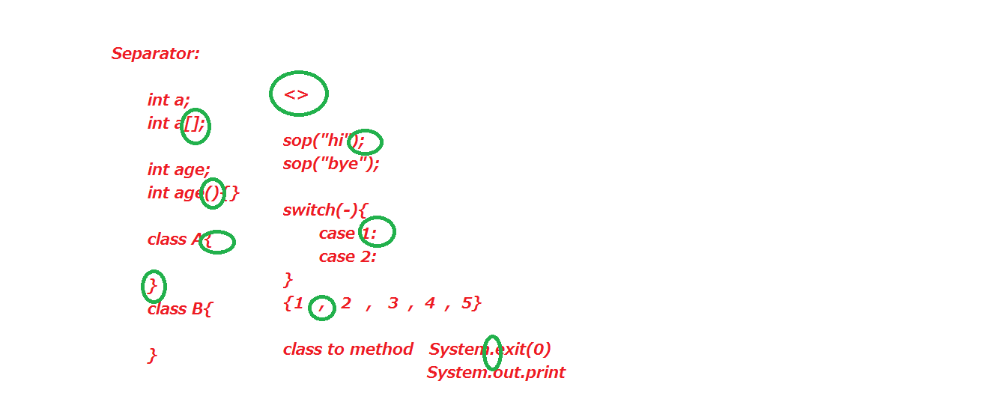 Separator:
int a;
int a[];
int age;
int age(){}
class A{
}
class B{
}
<>
sop("hi");
sop("bye");
switch(-){
case 1:
case 2:
}
{1 , 2 , 3 , 4 , 5}
class to method System.exit(0)
System.out.print